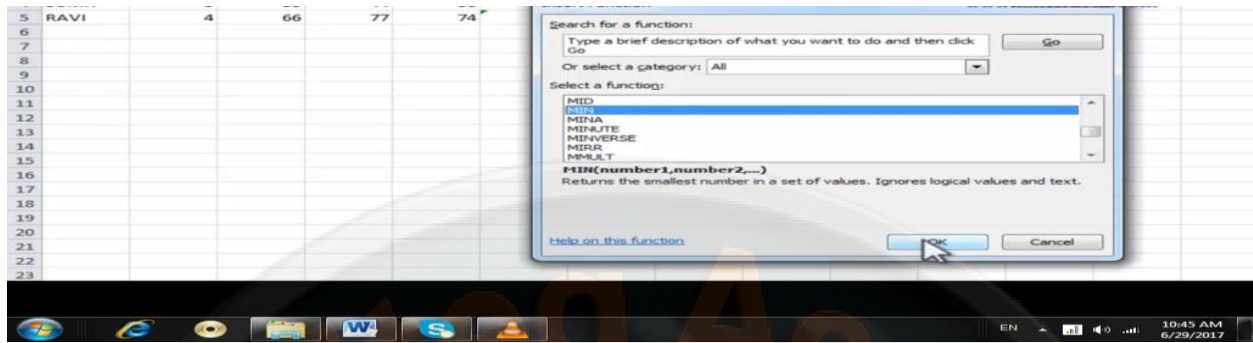 5 RAVI 4 66 77 74
6
7
8
9
10
11
12
13
14
15
16
17
18
19
20
21
22
23
Search for a function:
Type a brief description of what you want to do and then click
Go
Go
Or select a category: All
Select a function:
MID
MIN
MINA
MINUTE
MINVERSE
MIRR
MMULT
MIN(number1,number2,...)
Returns the smallest number in a set of values. Ignores logical values and text.
Help on this function
OK
Cancel
W
S
EN
10:45 AM
6/29/2017